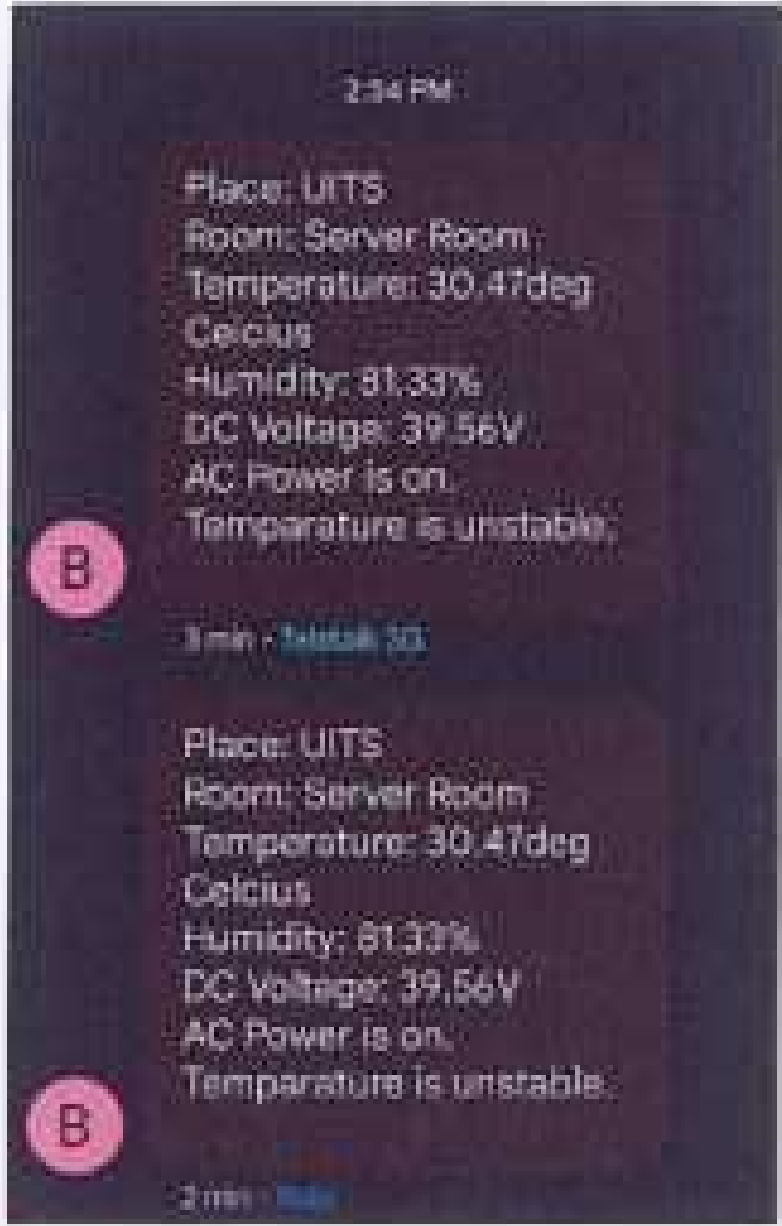 2:34 PM
Place: UITS
Room: Server Room
Temperature: 30.47deg
Celcius
Humidity: 81.33%
DC Voltage: 39.56V
AC Power is on.
Temparature is unstable.
B
3 min •
Place: UITS
Room: Server Room
Temperature: 30.47deg
Celcius
Humidity: 81.33%
DC Voltage: 39.56V
AC Power is on.
Temparature is unstable.
B
2 min •